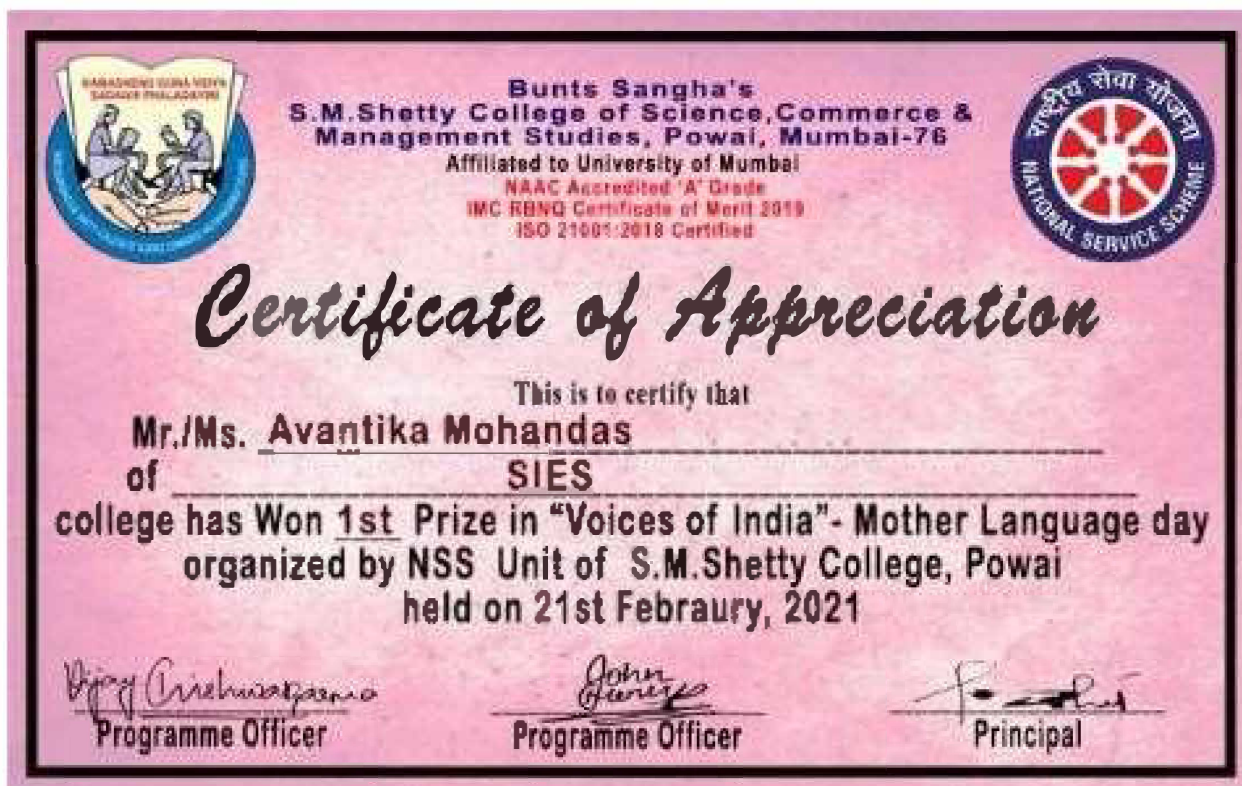 Bunts Sangha's
S.M.Shetty College of Science,Commerce &
Management Studies, Powai, Mumbai-76
Affiliated to University of Mumbai
NAAC Accredited 'A' Grade
IMC RBNQ Certificate of Merit 2019
ISO 21001:2018 Certified
राष्ट्रीय सेवा योजना
NATIONAL SERVICE SCHEME
Certificate of Appreciation
This is to certify that
Mr./Ms. Avantika Mohandas
of SIES
college has Won 1st Prize in “Voices of India”- Mother Language day
organized by NSS Unit of S.M.Shetty College, Powai
held on 21st Febraury, 2021
Vijay
John
Programme Officer Programme Officer Principal